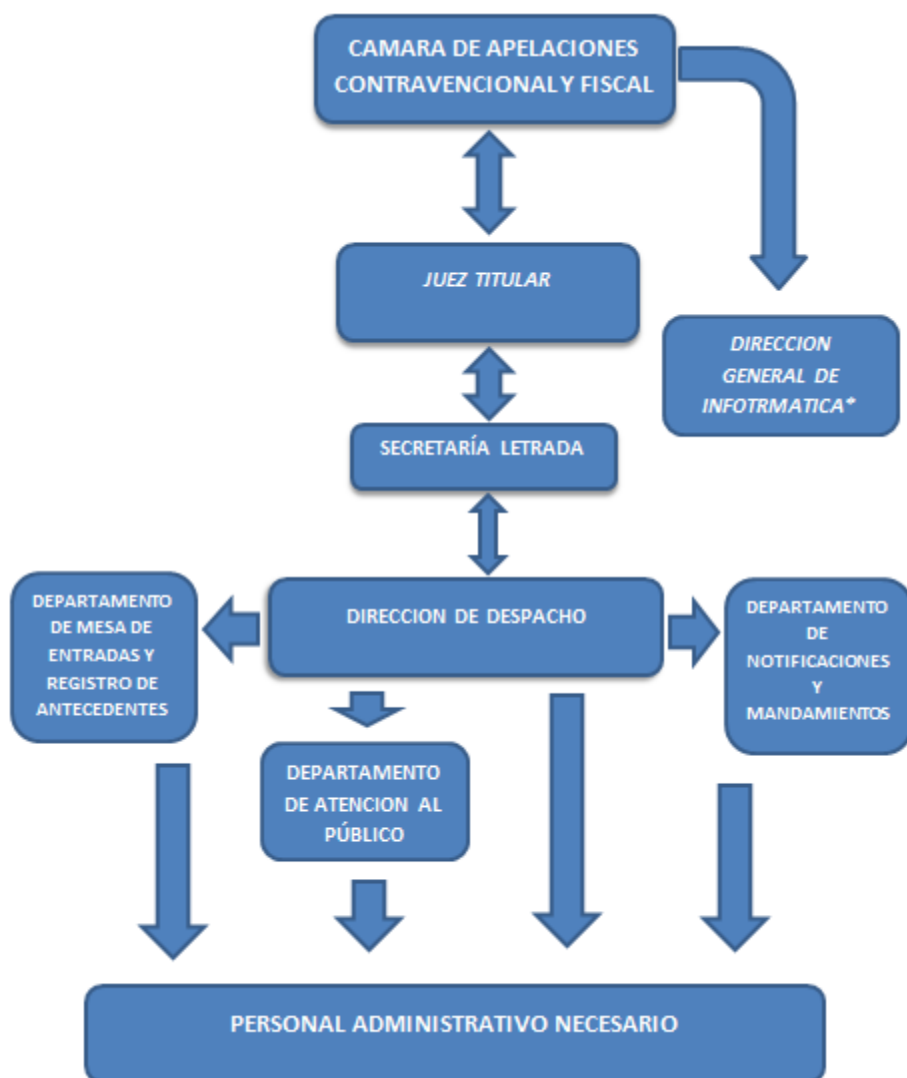 CAMARA DE APELACIONES
CONTRAVENCIONAL Y FISCAL
JUEZ TITULAR
DIRECCION
GENERAL DE
INFOTRMATICA*
SECRETARÍA LETRADA
DEPARTAMENTO
DE MESA DE
ENTRADAS Y
REGISTRO DE
ANTECEDENTES
DIRECCION DE DESPACHO
DEPARTAMENTO
DE
NOTIFICACIONES
Y
MANDAMIENTOS
DEPARTAMENTO
DE ATENCION AL
PÚBLICO
PERSONAL ADMINISTRATIVO NECESARIO